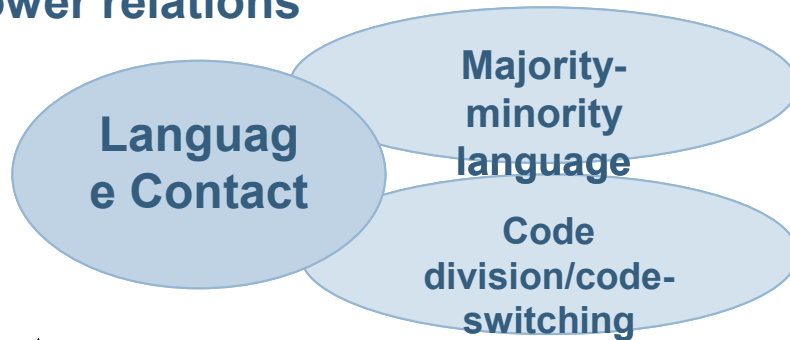 ower relations
Majority-
minority
language
Languag
e Contact
Code
division/code-
switching